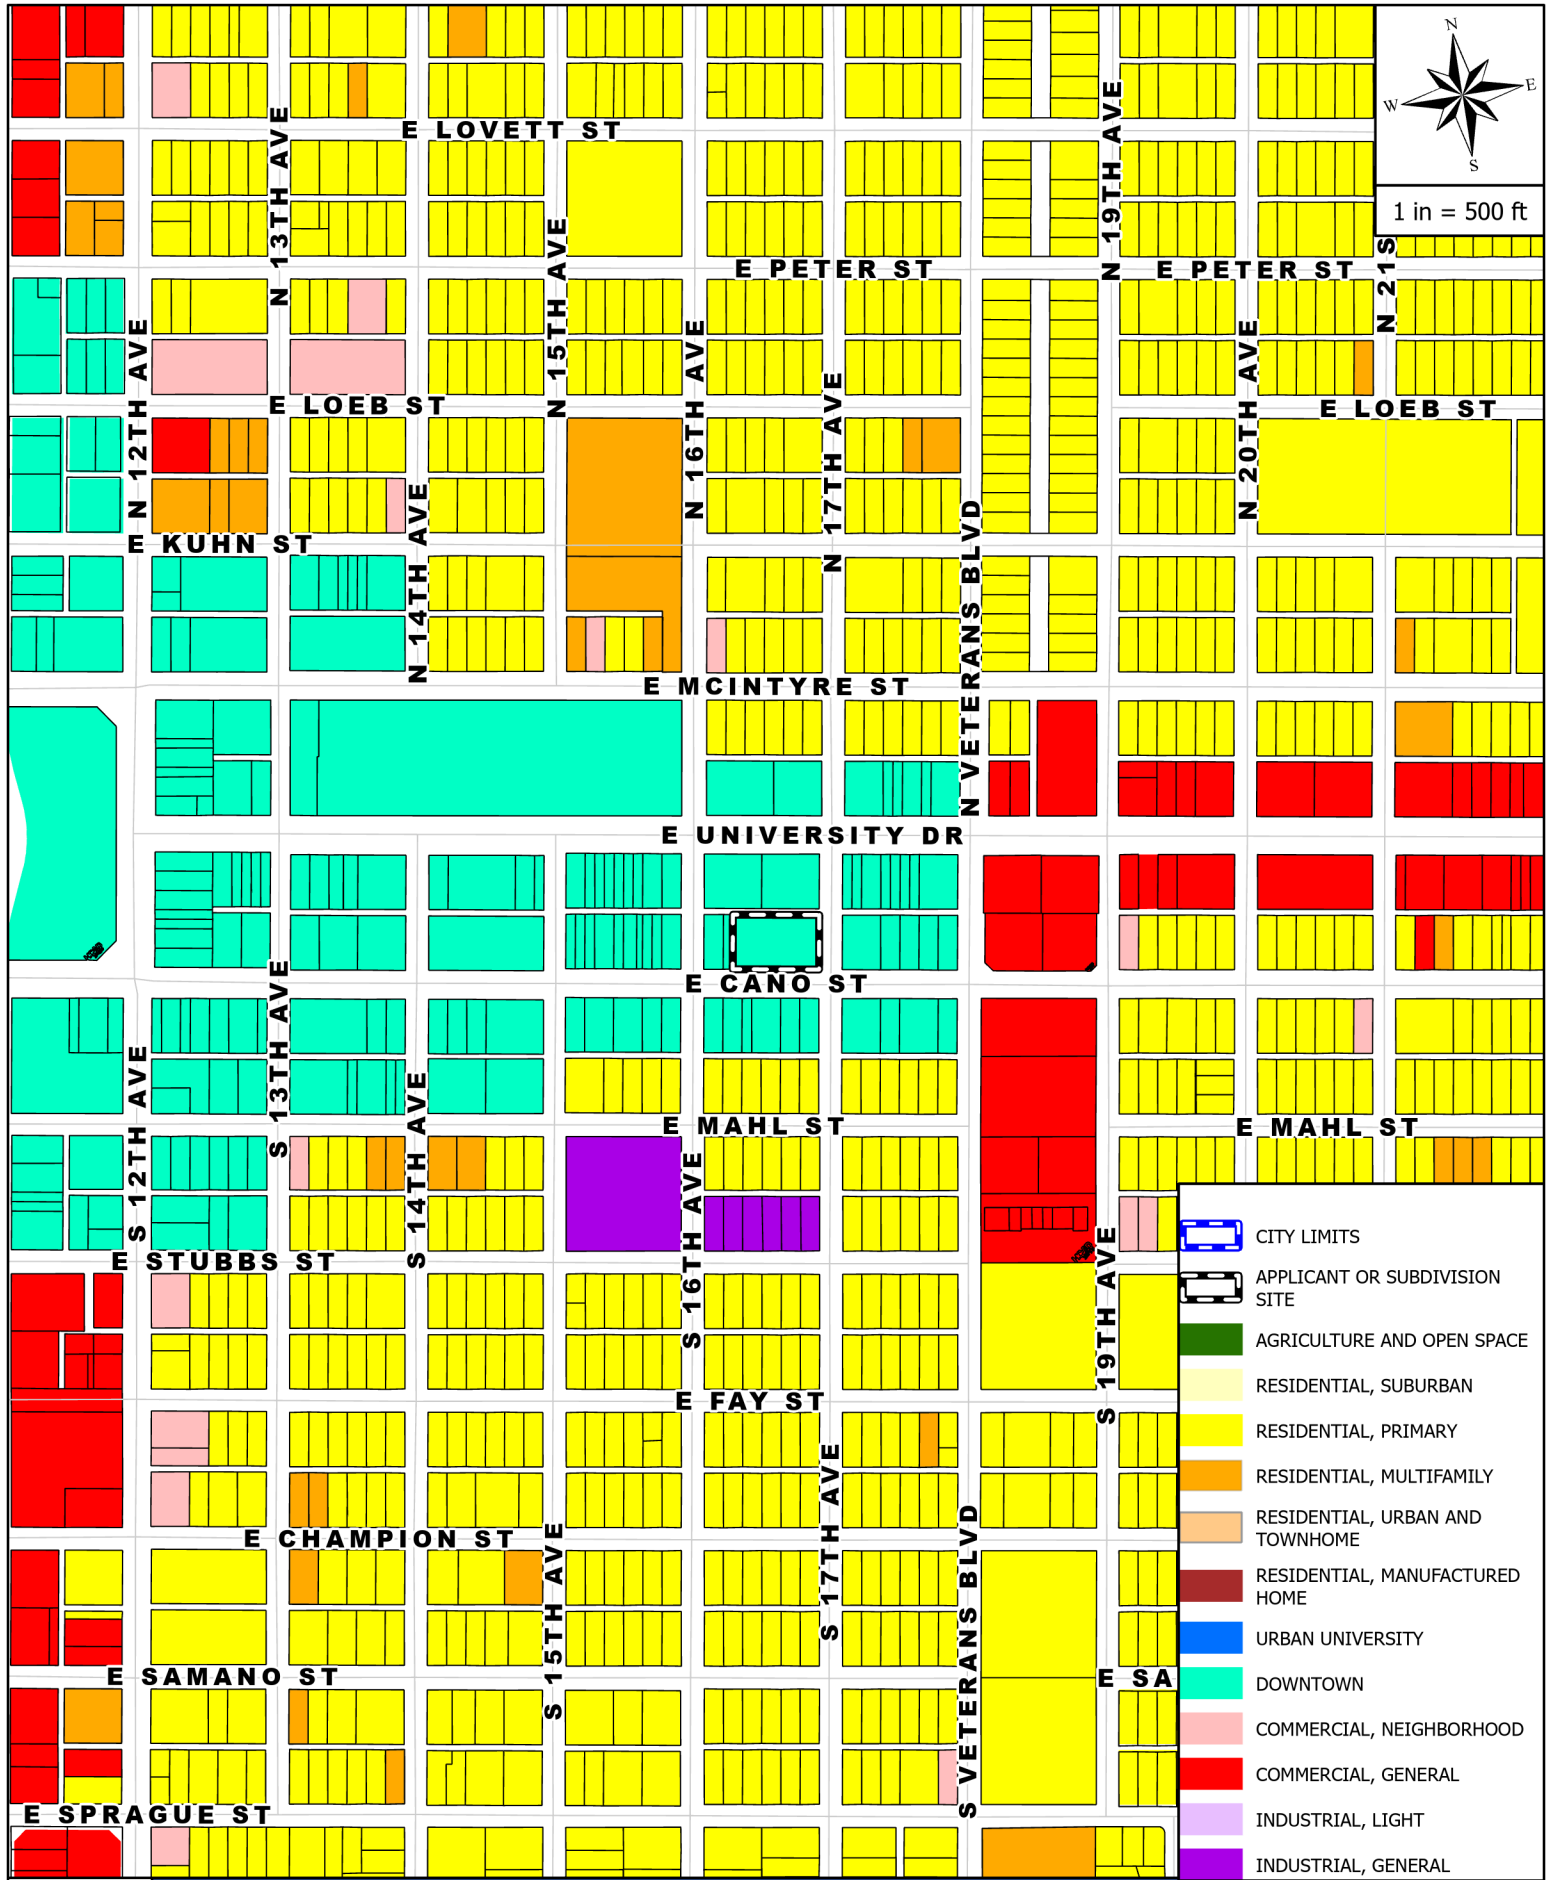 N
E
W
S
1 in = 500 ft
E LOVETT ST
N 13TH AVE
N 19TH AVE
N 15TH AVE
E PETER ST
E PETER ST
N 21S
N 12TH AVE
N 16TH AVE
N 17TH AVE
N 20TH AVE
E LOEB ST
E LOEB ST
N 14TH AVE
E KUHN ST
N VETERANS BLVD
E MCINTYRE ST
E UNIVERSITY DR
S 13TH AVE
E CANO ST
S 12TH AVE
S 14TH AVE
E MAHL ST
E MAHL ST
S 16TH AVE
E STUBBS ST
S 19TH AVE
E FAY ST
S 17TH AVE
E CHAMPION ST
S 15TH AVE
S VETERANS BLVD
E SAMANO ST
E SA
E SPRAGUE ST
CITY LIMITS
APPLICANT OR SUBDIVISION
SITE
AGRICULTURE AND OPEN SPACE
RESIDENTIAL, SUBURBAN
RESIDENTIAL, PRIMARY
RESIDENTIAL, MULTIFAMILY
RESIDENTIAL, URBAN AND
TOWNHOME
RESIDENTIAL, MANUFACTURED
HOME
URBAN UNIVERSITY
DOWNTOWN
COMMERCIAL, NEIGHBORHOOD
COMMERCIAL, GENERAL
INDUSTRIAL, LIGHT
INDUSTRIAL, GENERAL